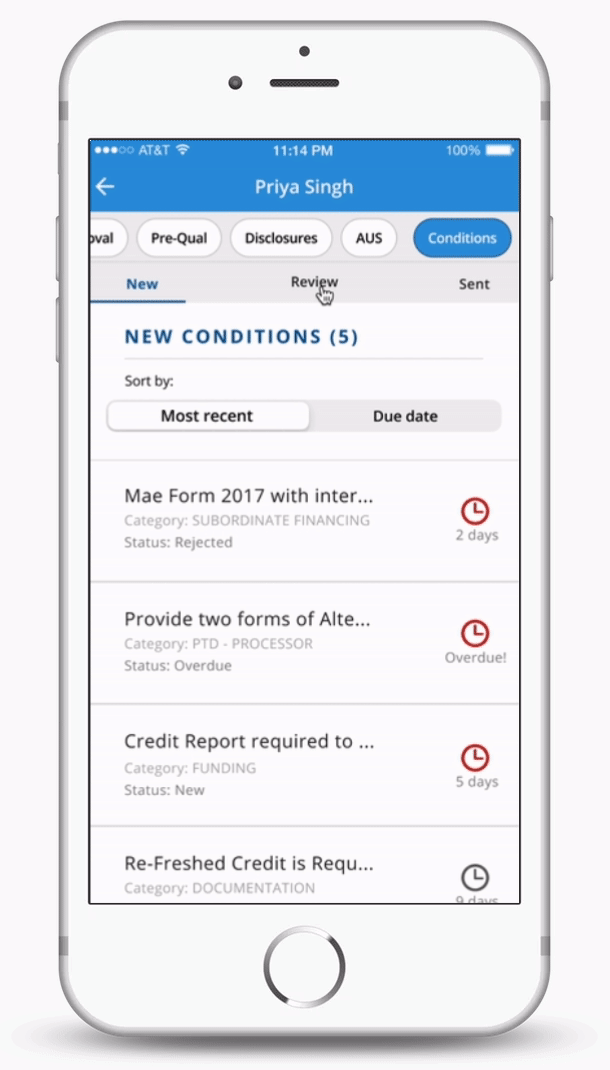 AT&T 11:14 PM 100%
Priya Singh
oval Pre-Qual Disclosures AUS Conditions
New Review Sent
NEW CONDITIONS (5)
Sort by:
Most recent Due date
Mae Form 2017 with inter...
Category: SUBORDINATE FINANCING
2 days
Status: Rejected
Provide two forms of Alte...
Category: PTD - PROCESSOR
Overdue!
Status: Overdue
Credit Report required to ...
Category: FUNDING
5 days
Status: New
Re-Freshed Credit is Requ...
Category: DOCUMENTATION
9 days